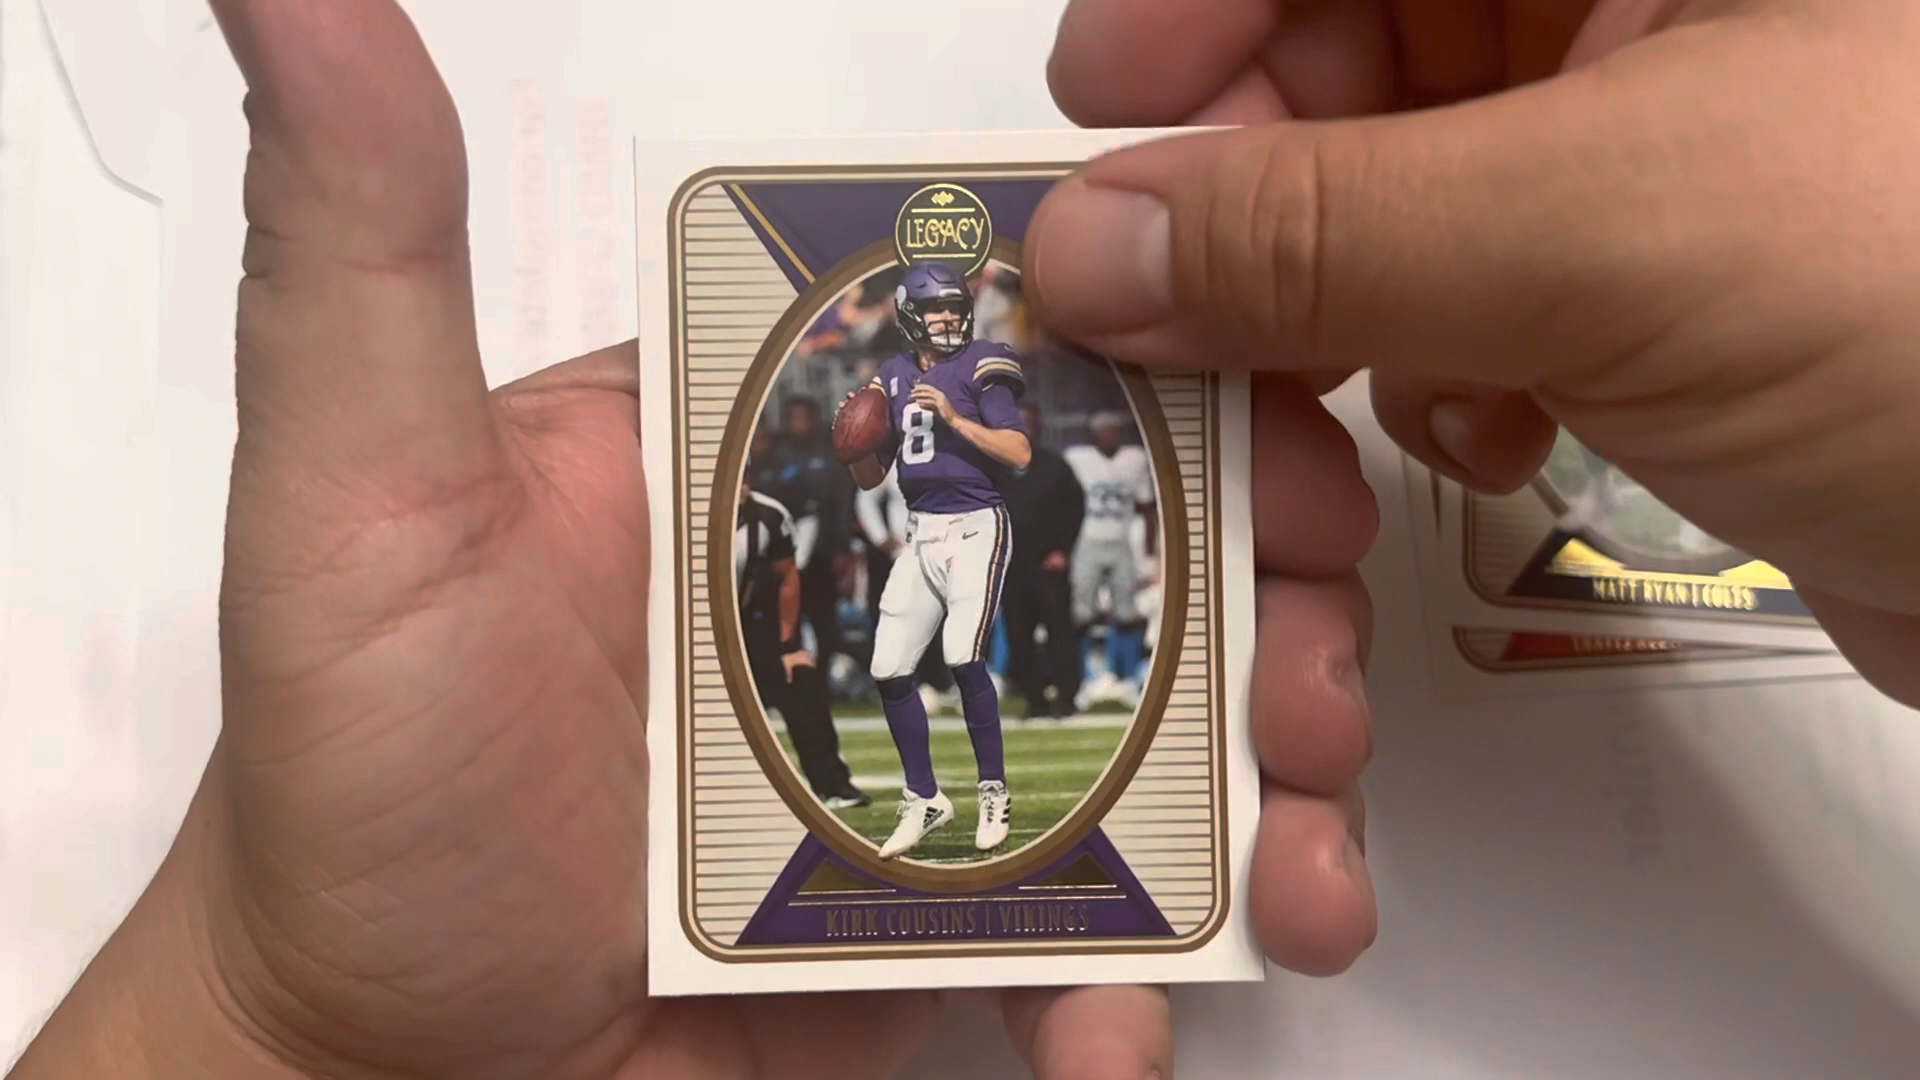 LEGACY
8
KIRK COUSINS | VIKINGS
MATT RYAN | COLTS